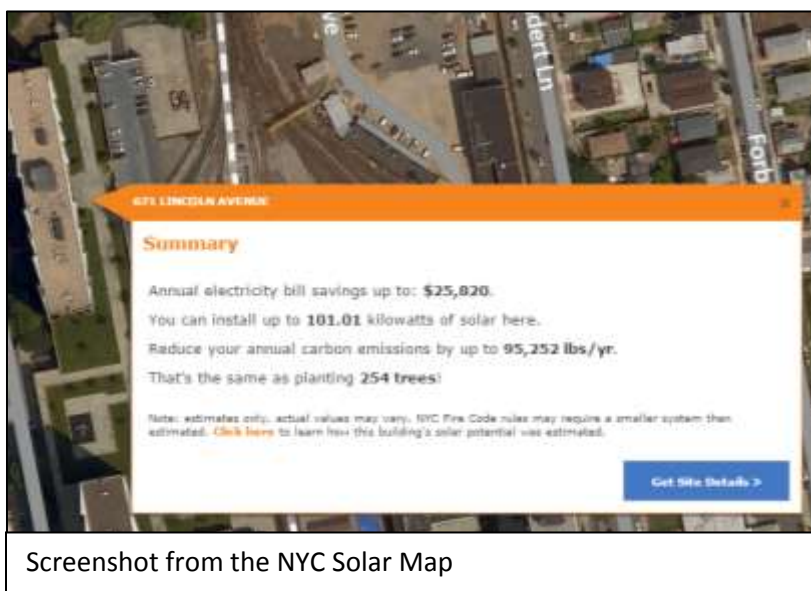 ve
dert Ln
Forb
671 LINCOLN AVENUE
Summary
Annual electricity bill savings up to: $25,820.
You can install up to 101.01 kilowatts of solar here.
Reduce your annual carbon emissions by up to 95,252 lbs/yr.
That's the same as planting 254 trees!
Note: estimates only, actual values may vary. NYC Fire Code rules may require a smaller system than
estimated. Click here to learn how this building's solar potential was estimated.
Get Site Details >
Screenshot from the NYC Solar Map